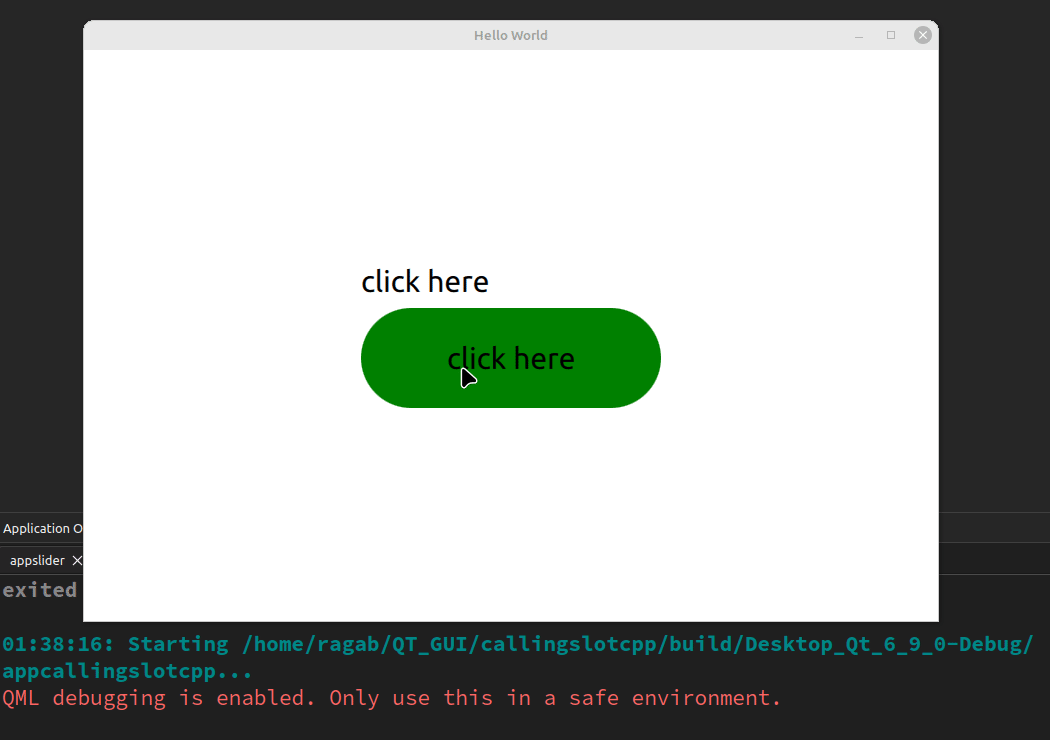 Hello World
click here
click here
Application O
appslider
exited
01:38:16: Starting /home/ragab/QT_GUI/callingslotcpp/build/Desktop_Qt_6_9_0-Debug/
appcallingslotcpp...
QML debugging is enabled. Only use this in a safe environment.